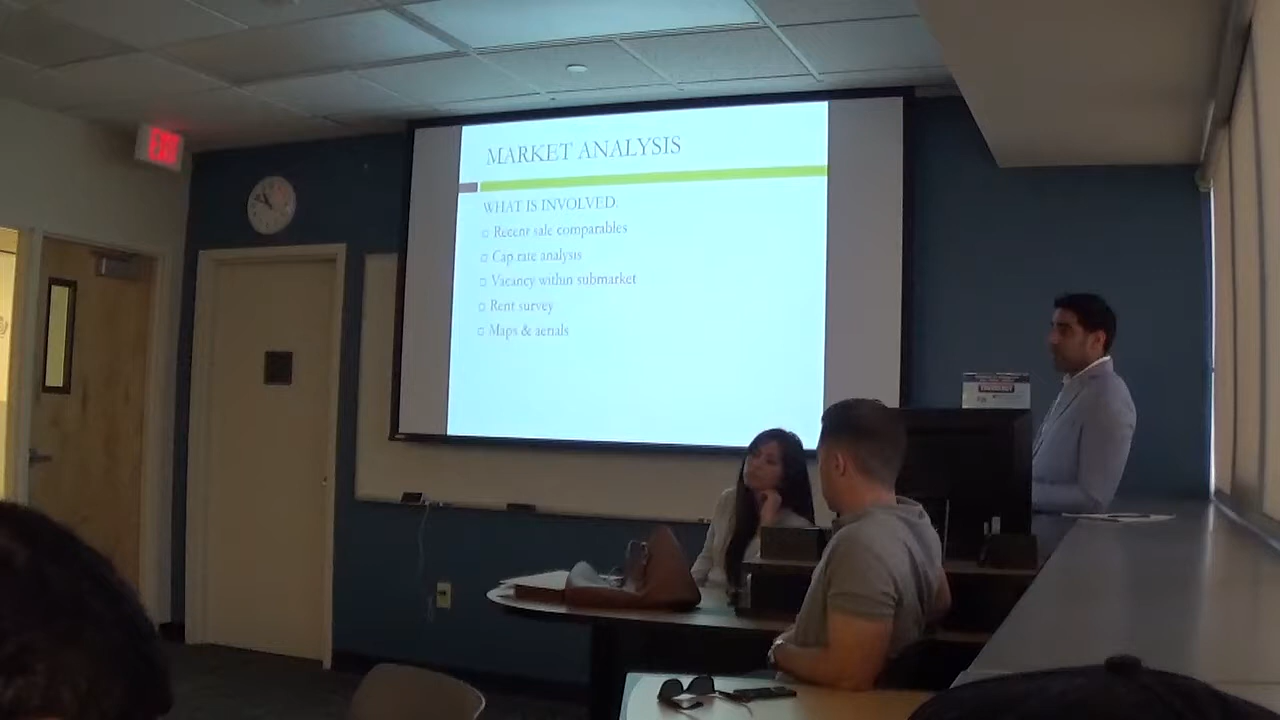 EXIT
MARKET ANALYSIS
WHAT IS INVOLVED.
Recent sale comparables
Cap rate analysis
Vacancy within submarket
Rent survey
Maps & aerials